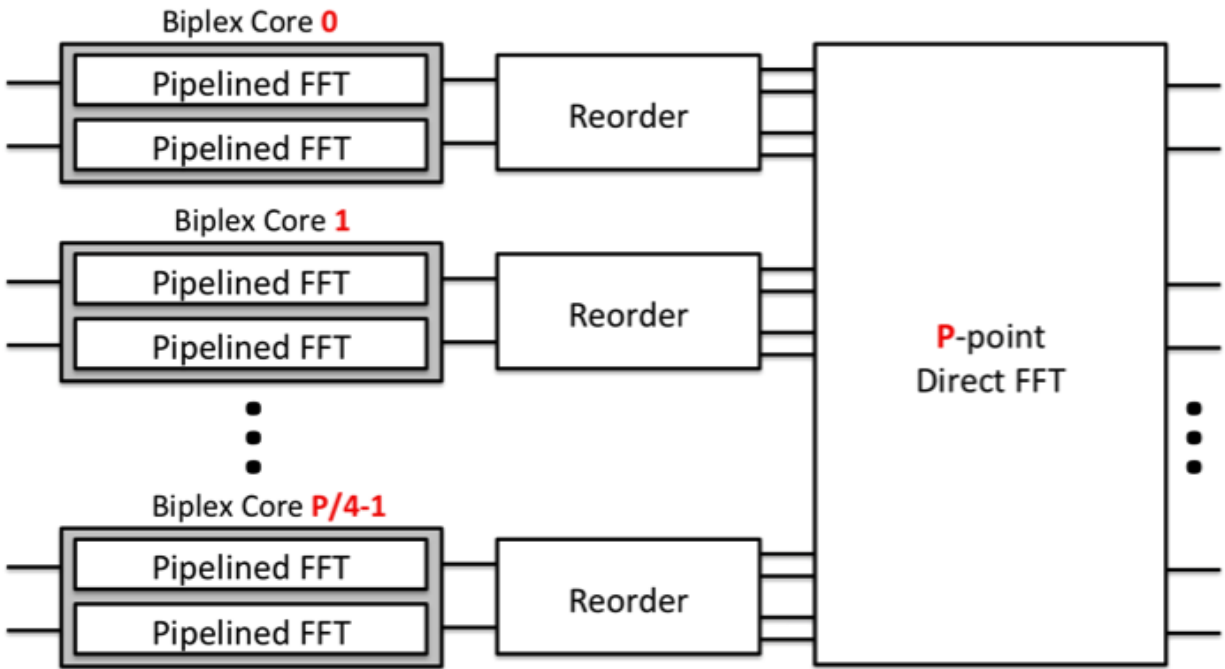 Biplex Core 0
Pipelined FFT
Pipelined FFT
Reorder
Biplex Core 1
Pipelined FFT
Pipelined FFT
Reorder
Biplex Core P/4-1
Pipelined FFT
Pipelined FFT
Reorder
P-point
Direct FFT